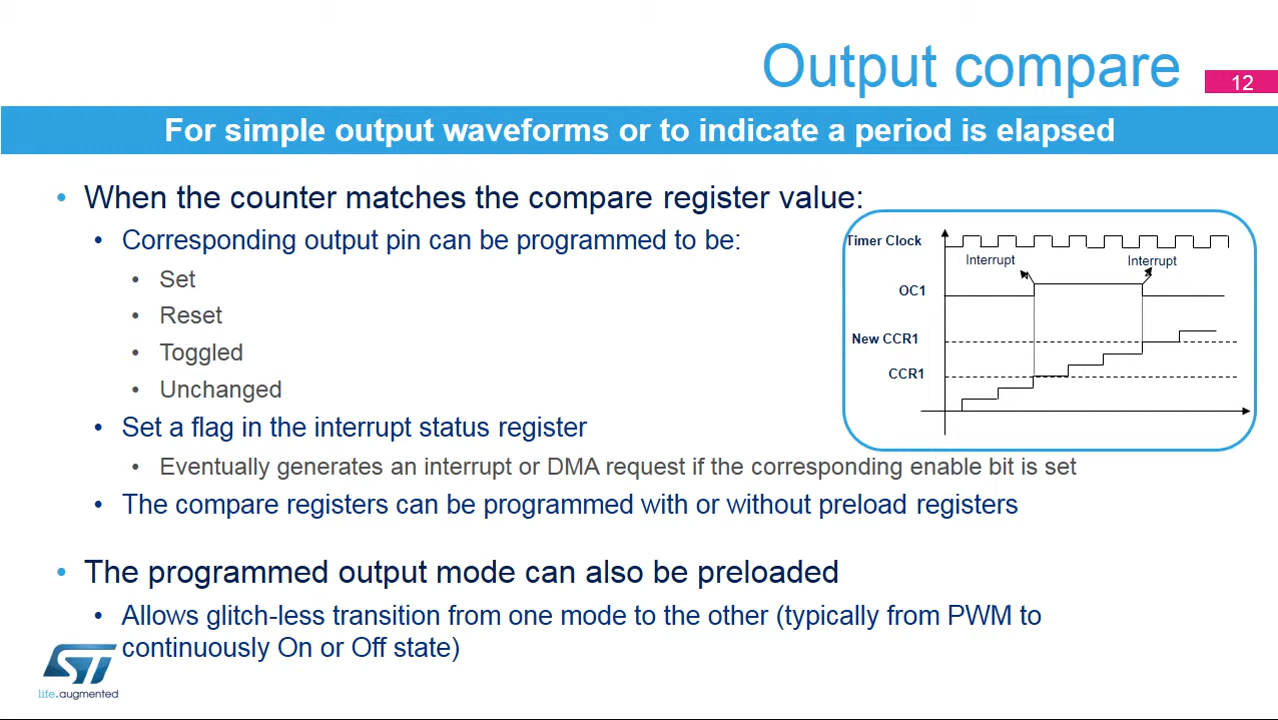 Output compare
12
For simple output waveforms or to indicate a period is elapsed
• When the counter matches the compare register value:
• Corresponding output pin can be programmed to be:
• Set
• Reset
• Toggled
• Unchanged
• Set a flag in the interrupt status register
• Eventually generates an interrupt or DMA request if the corresponding enable bit is set
• The compare registers can be programmed with or without preload registers
Timer Clock
Interrupt
Interrupt
OC1
New CCR1
CCR1
• The programmed output mode can also be preloaded
• Allows glitch-less transition from one mode to the other (typically from PWM to
continuously On or Off state)
ST
life.augmented